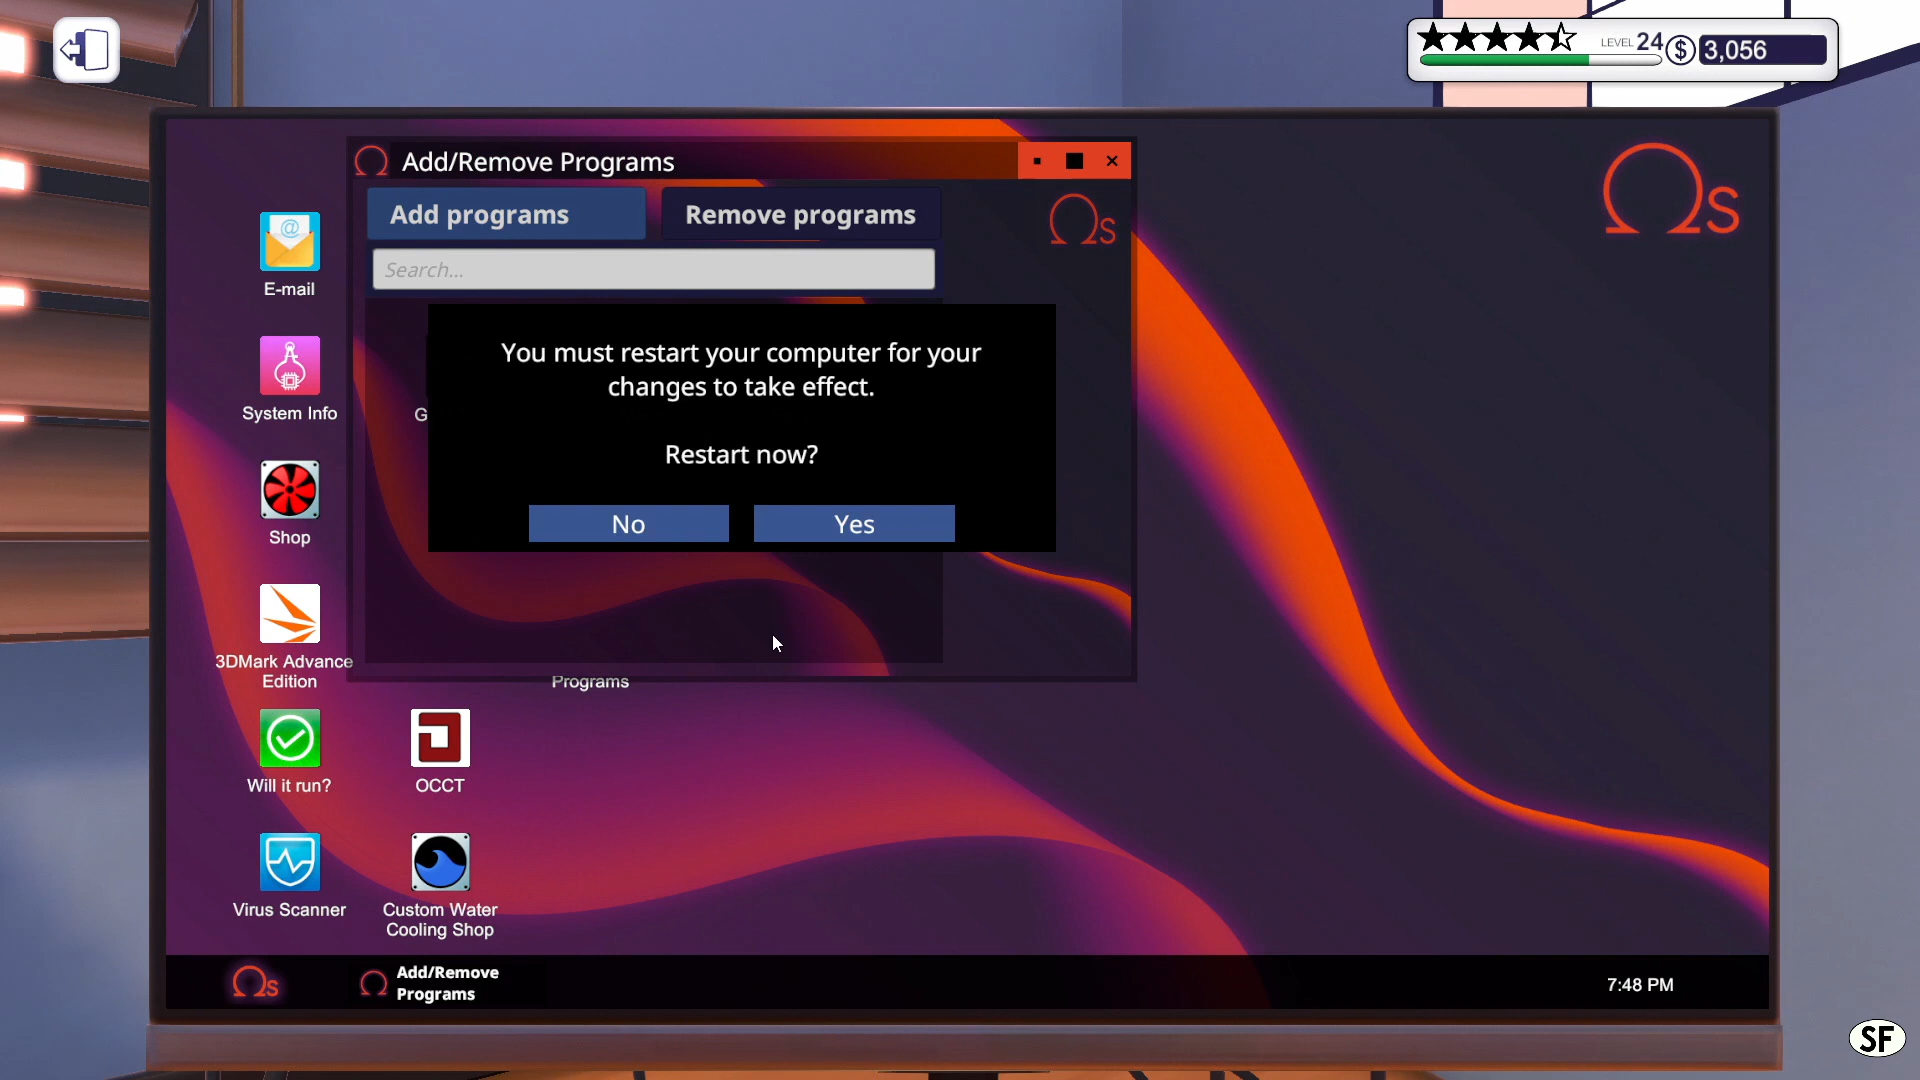 LEVEL 24
$ 3,056
Add/Remove Programs
Add programs
Remove programs
Ωs
Search...
You must restart your computer for your
changes to take effect.
Restart now?
No
Yes
G
Programs
E-mail
System Info
Shop
3DMark Advance
Edition
Will it run?
OCCT
Virus Scanner
Custom Water
Cooling Shop
Ωs
Ωs
Add/Remove
Programs
7:48 PM
SF